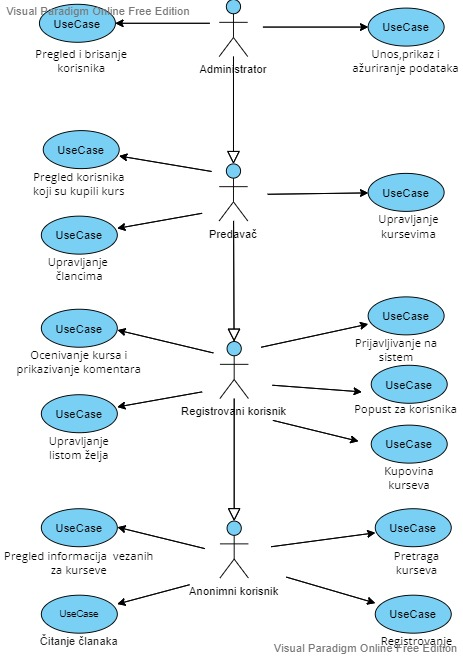 Visual Paradigm Online Free Edition
UseCase
Pregled i brisanje
korisnika
Administrator
UseCase
Unos,prikaz i
ažuriranje podataka
UseCase
Pregled korisnika
koji su kupili kurs
Predavač
UseCase
Upravljanje
kursevima
UseCase
Upravljanje
člancima
UseCase
Ocenivanje kursa i
prikazivanje komentara
UseCase
Prijavljivanje na
sistem
Registrovani korisnik
UseCase
Popust za korisnika
UseCase
Upravljanje
listom želja
UseCase
Kupovina
kurseva
UseCase
Pregled informacija vezanih
za kurseve
UseCase
Pretraga
kurseva
Anonimni korisnik
UseCase
Čitanje članaka
UseCase
Registrovanje
Visual Paradigm Online Free Edition